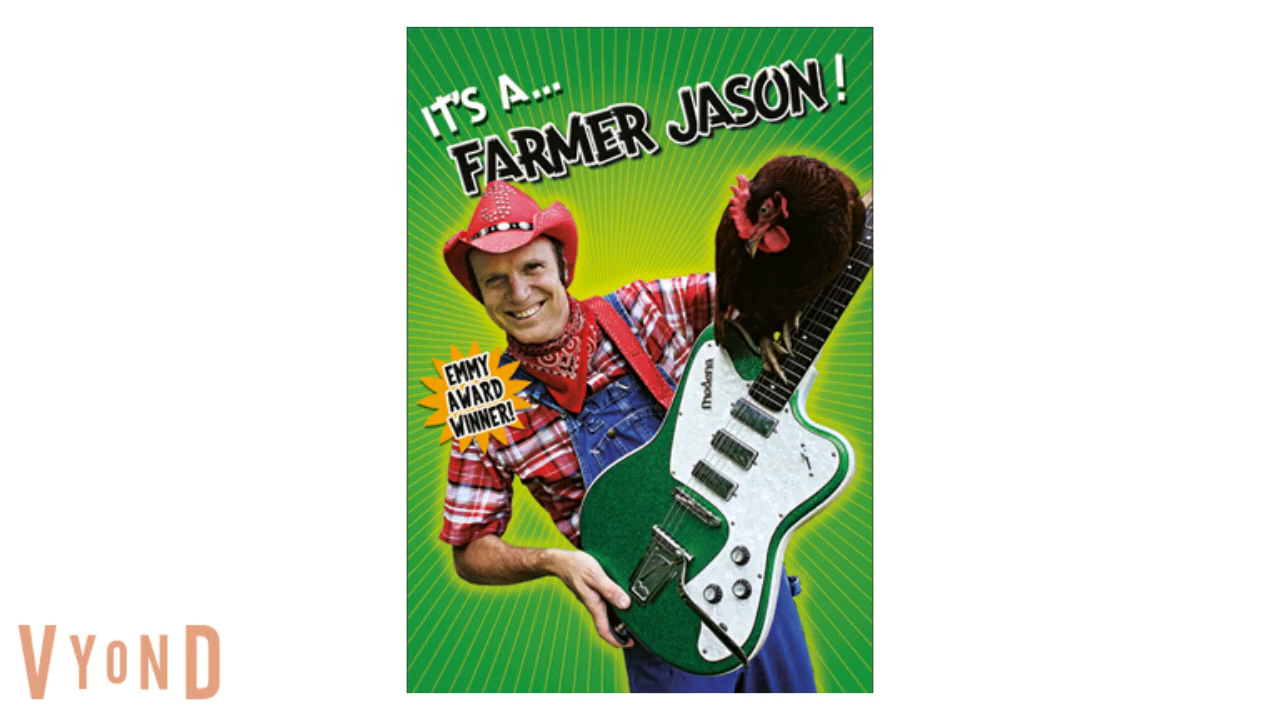 IT'S A...
FARMER JASON!
EMMY
AWARD
WINNER!
modena
VYOND